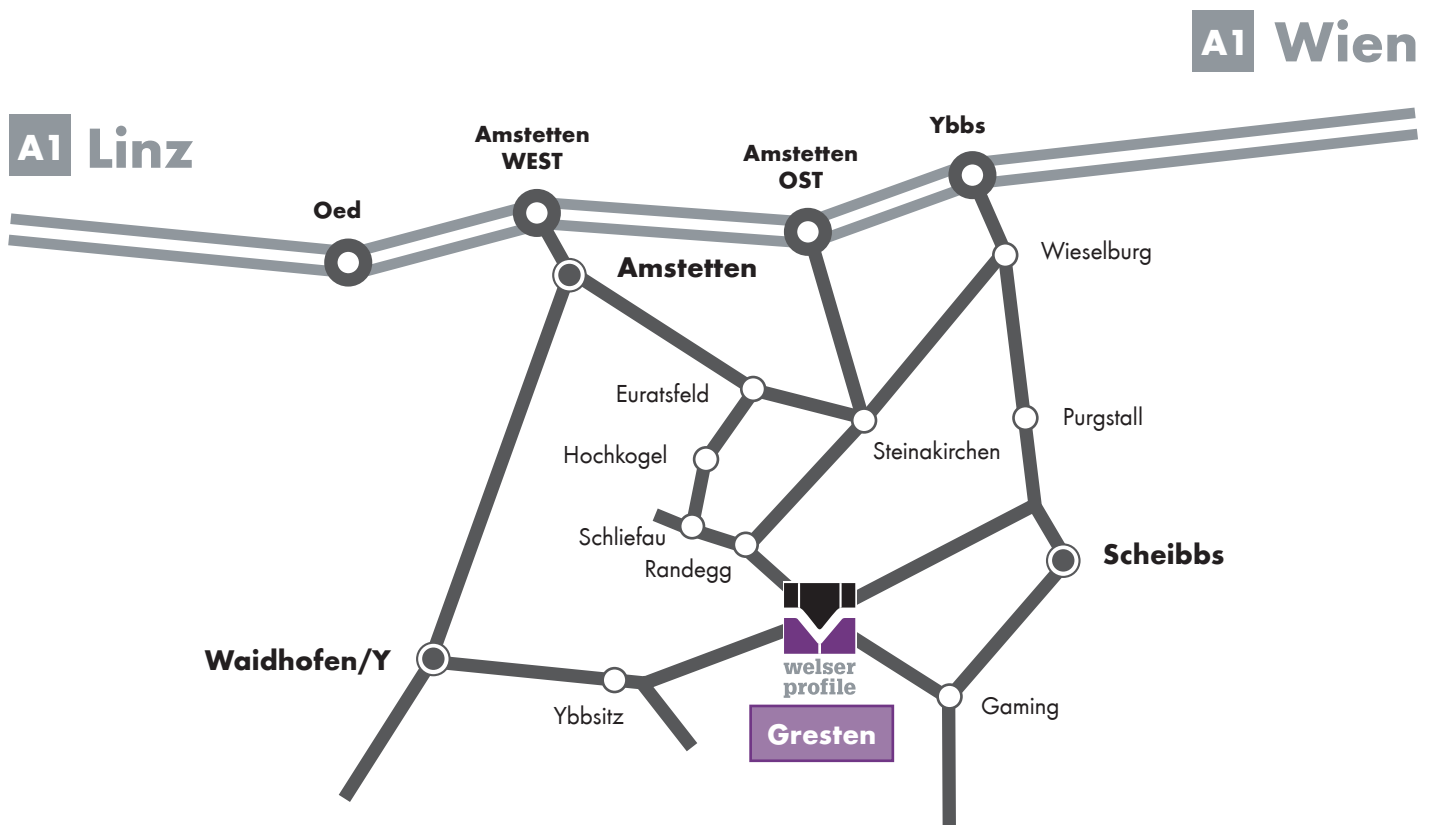 A1 Wien
A1 Linz
Ybbs
Amstetten
WEST
Amstetten
OST
Oed
Wieselburg
Amstetten
Euratsfeld
Purgstall
Steinakirchen
Hochkogel
Schliefau
Randegg
Scheibbs
Waidhofen/Y
welser
profile
Ybbsitz
Gaming
Gresten